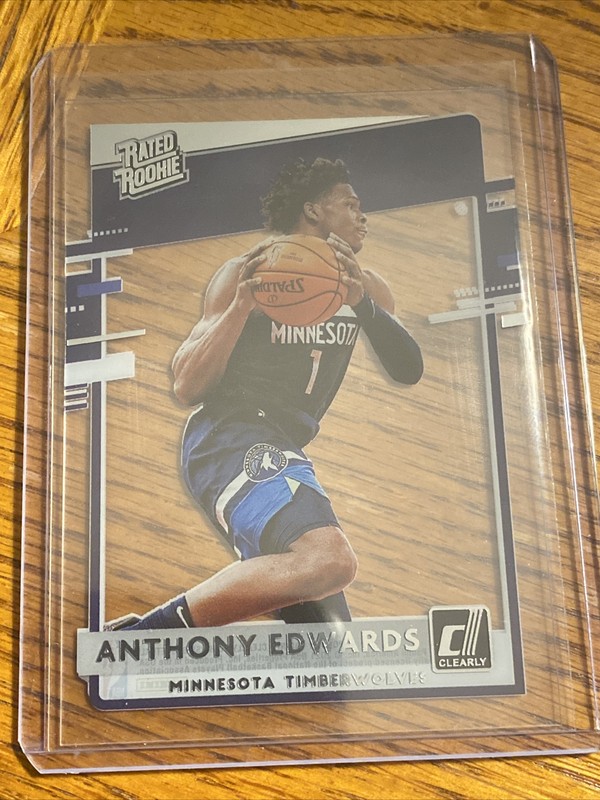 RATED
ROOKIE
SPALDING
MINNESOTA
1
ANTHONY EDWARDS
CLEARLY
MINNESOTA TIMBERWOLVES